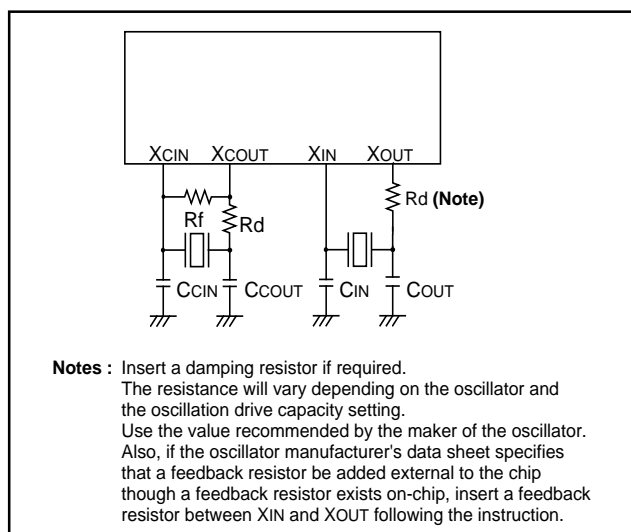 XCIN XCOUT XIN XOUT
Rd (Note)
Rf Rd
CCIN CCOUT CIN COUT
Notes : Insert a damping resistor if required.
The resistance will vary depending on the oscillator and
the oscillation drive capacity setting.
Use the value recommended by the maker of the oscillator.
Also, if the oscillator manufacturer's data sheet specifies
that a feedback resistor be added external to the chip
though a feedback resistor exists on-chip, insert a feedback
resistor between XIN and XOUT following the instruction.